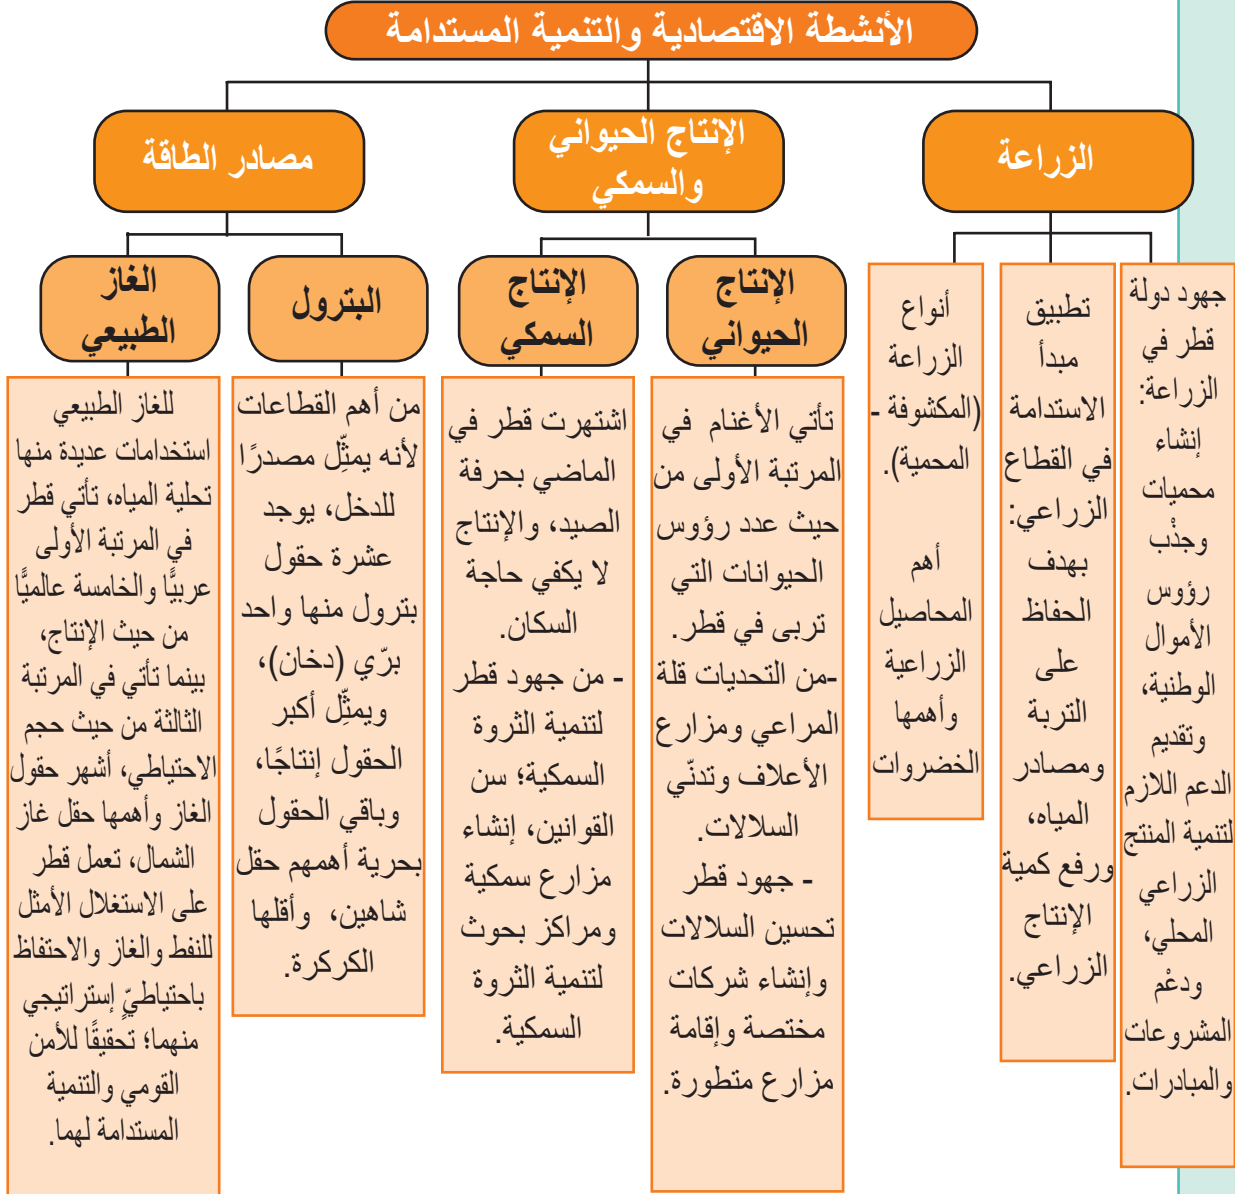 الأنشطة الاقتصادية والتنمية المستدامة
الزراعة
جهود دولة
قطر في
الزراعة:
إنشاء
محميات
وجذْب
رؤوس
الأموال
الوطنية،
وتقديم
الدعم اللازم
لتنمية المنتج
الزراعي
المحلي،
ودعْم
المشروعات
والمبادرات.
تطبيق
مبدأ
الاستدامة
في القطاع
الزراعي:
بهدف
الحفاظ
على
التربة
ومصادر
المياه،
ورفع كمية
الإنتاج
الزراعي.
أنواع
الزراعة
(المكشوفة -
المحمية).
أهم
المحاصيل
الزراعية
وأهمها
الخضروات
الإنتاج الحيواني
والسمكي
الإنتاج
الحيواني
تأتي الأغنام في
المرتبة الأولى من
حيث عدد رؤوس
الحيوانات التي
تربى في قطر.
-من التحديات قلة
المراعي ومزارع
الأعلاف وتدنّي
السلالات.
- جهود قطر
تحسين السلالات
وإنشاء شركات
مختصة وإقامة
مزارع متطورة.
الإنتاج
السمكي
اشتهرت قطر في
الماضي بحرفة
الصيد، والإنتاج
لا يكفي حاجة
السكان.
- من جهود قطر
لتنمية الثروة
السمكية؛ سن
القوانين، إنشاء
مزارع سمكية
ومراكز بحوث
لتنمية الثروة
السمكية.
مصادر الطاقة
البترول
من أهم القطاعات
لأنه يمثِّل مصدرًا
للدخل، يوجد
عشرة حقول
بترول منها واحد
برّي (دخان)،
ويمثِّل أكبر
الحقول إنتاجًا،
وباقي الحقول
بحرية أهمهم حقل
شاهين، وأقلها
الكركرة.
الغاز
الطبيعي
للغاز الطبيعي
استخدامات عديدة منها
تحلية المياه، تأتي قطر
في المرتبة الأولى
عربيًّا والخامسة عالميًّا
من حيث الإنتاج،
بينما تأتي في المرتبة
الثالثة من حيث حجم
الاحتياطي، أشهر حقول
الغاز وأهمها حقل غاز
الشمال، تعمل قطر
على الاستغلال الأمثل
للنفط والغاز والاحتفاظ
باحتياطيّ إستراتيجي
منهما؛ تحقيقًا للأمن
القومي والتنمية
المستدامة لهما.